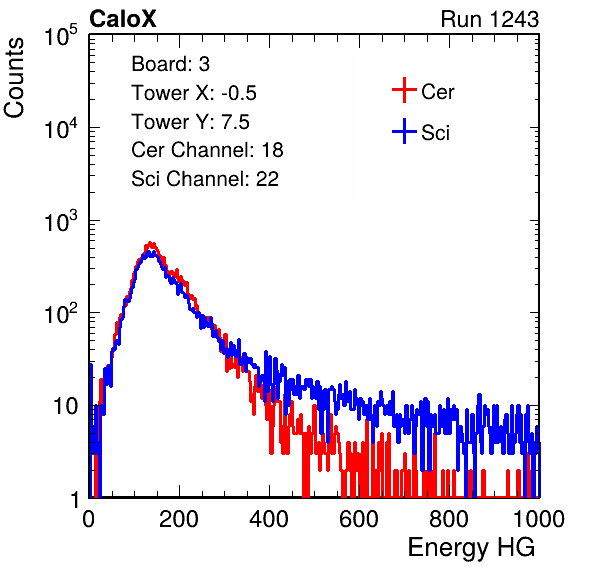 CaloX Run 1243
Counts
10^5
10^4
10^3
10^2
10
1
Board: 3
Tower X: -0.5
Tower Y: 7.5
Cer Channel: 18
Sci Channel: 22
Cer
Sci
0 200 400 600 800 1000
Energy HG